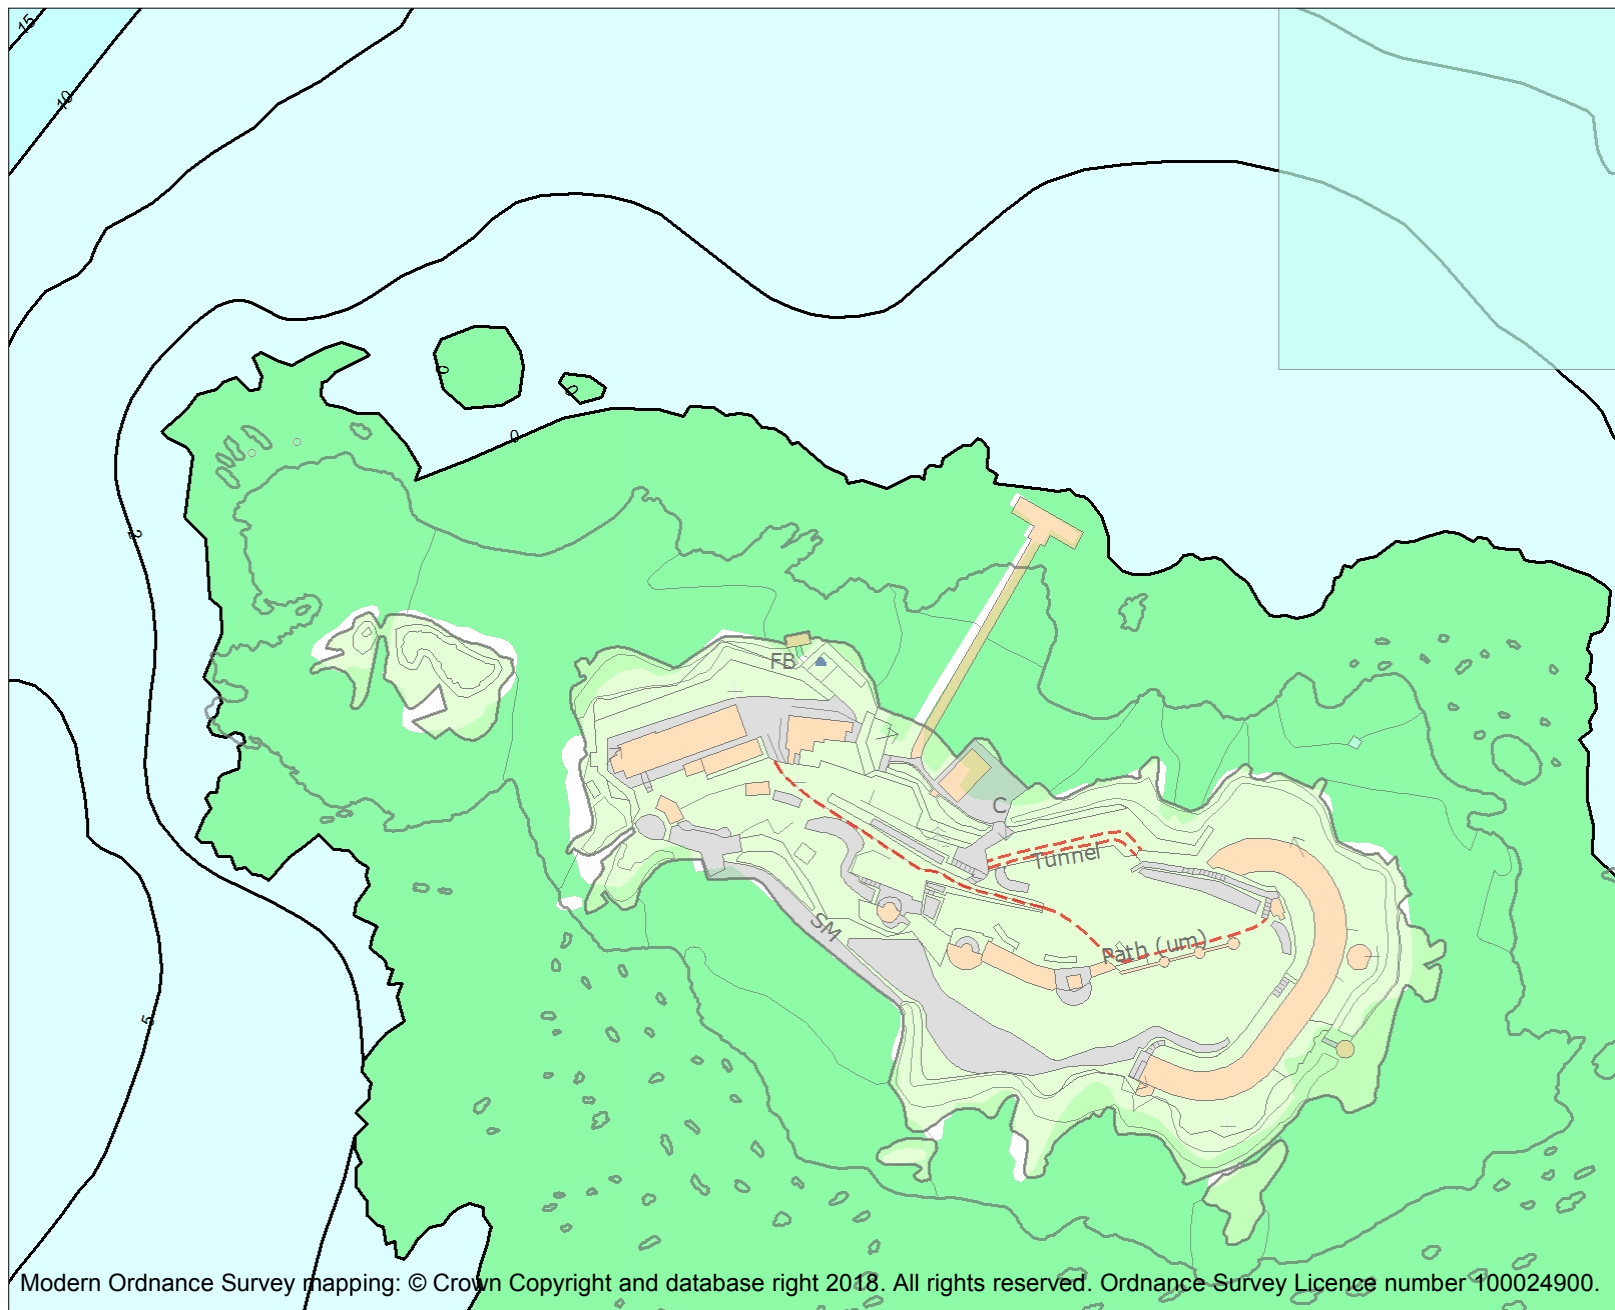 15
10
0
0
0
2
FB
C
Tunnel
SM
Path (um)
5
Modern Ordnance Survey mapping: © Crown Copyright and database right 2018. All rights reserved. Ordnance Survey Licence number 100024900.